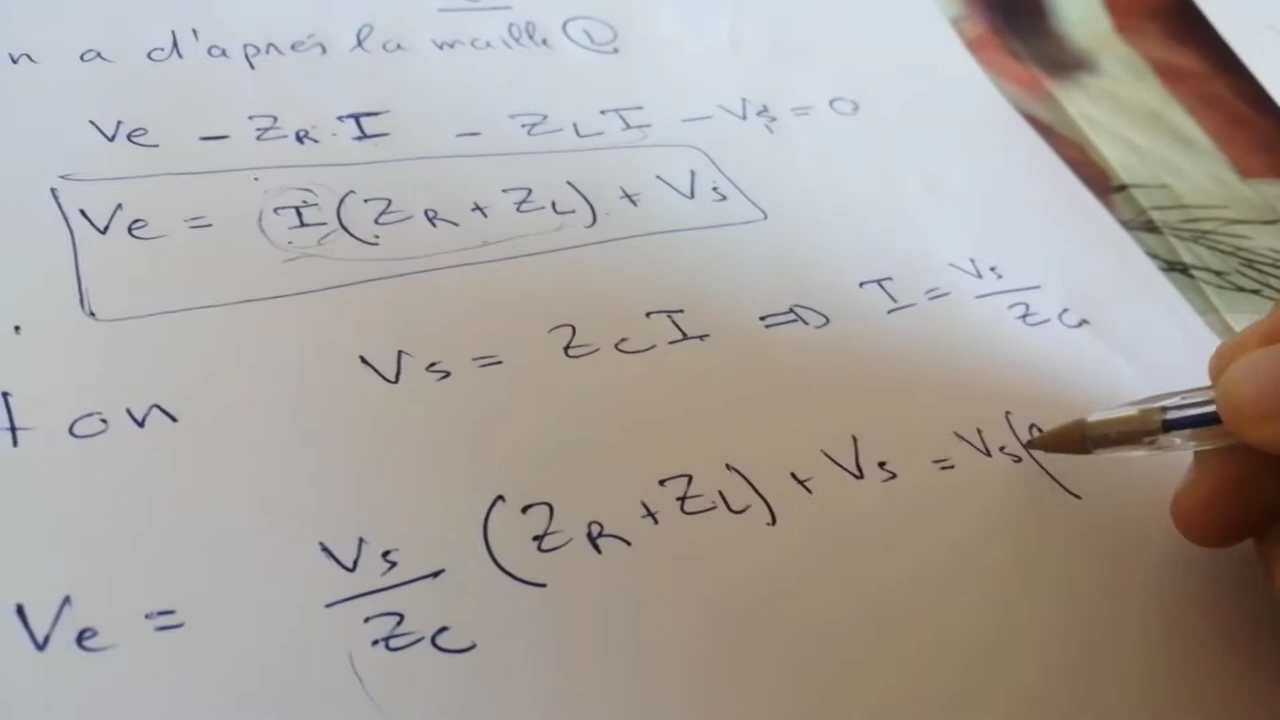 n a d'après la maille ①
Ve - ZR.I - ZLI - Vs = 0
Ve = I(ZR + ZL) + Vs
Vs = ZCI ⇒ I = Vs/ZC
t on
Ve = Vs/ZC (ZR + ZL) + Vs = Vs(